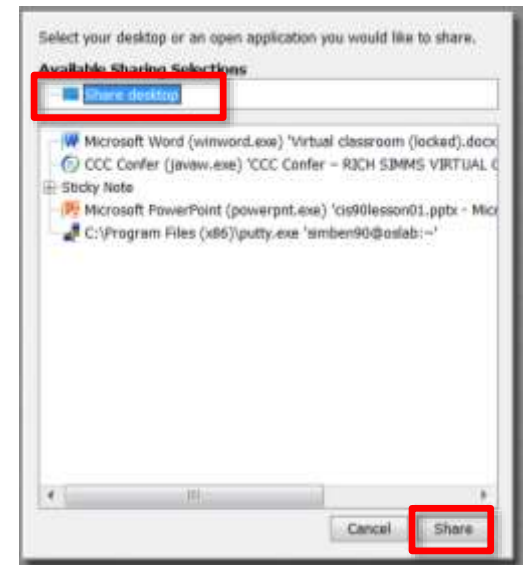 Select your desktop or an open application you would like to share.
Available Sharing Selections
Share desktop
Microsoft Word (winword.exe) 'Virtual classroom (locked).docx
CCC Confer (javaw.exe) 'CCC Confer - RICH SIMMS VIRTUAL C
Sticky Note
Microsoft PowerPoint (powerpnt.exe) 'cis90lesson01.pptx - Micr
C:\Program Files (x86)\putty.exe 'simben90@oslab:~'
Cancel
Share